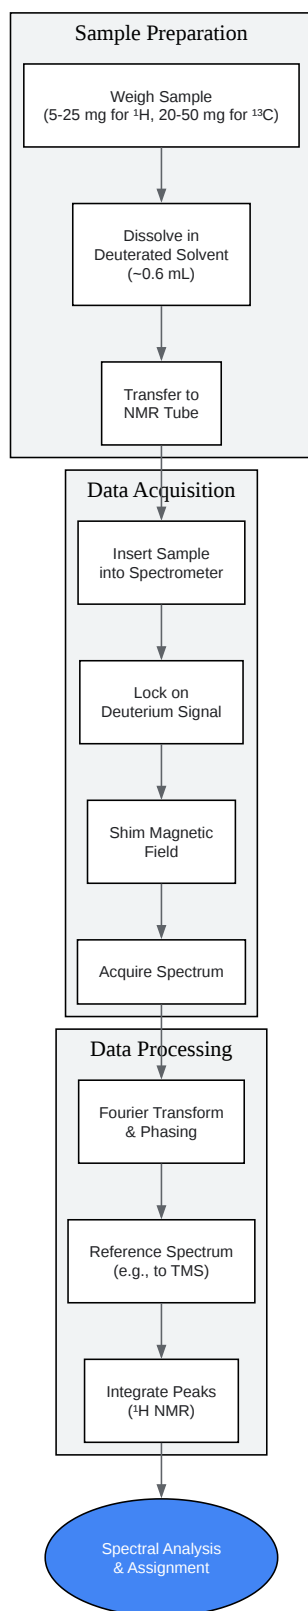 Sample Preparation
Weigh Sample
(5-25 mg for ¹H, 20-50 mg for ¹³C)
Dissolve in
Deuterated Solvent
(~0.6 mL)
Transfer to
NMR Tube
Data Acquisition
Insert Sample
into Spectrometer
Lock on
Deuterium Signal
Shim Magnetic
Field
Acquire Spectrum
Data Processing
Fourier Transform
& Phasing
Reference Spectrum
(e.g., to TMS)
Integrate Peaks
(¹H NMR)
Spectral Analysis
& Assignment